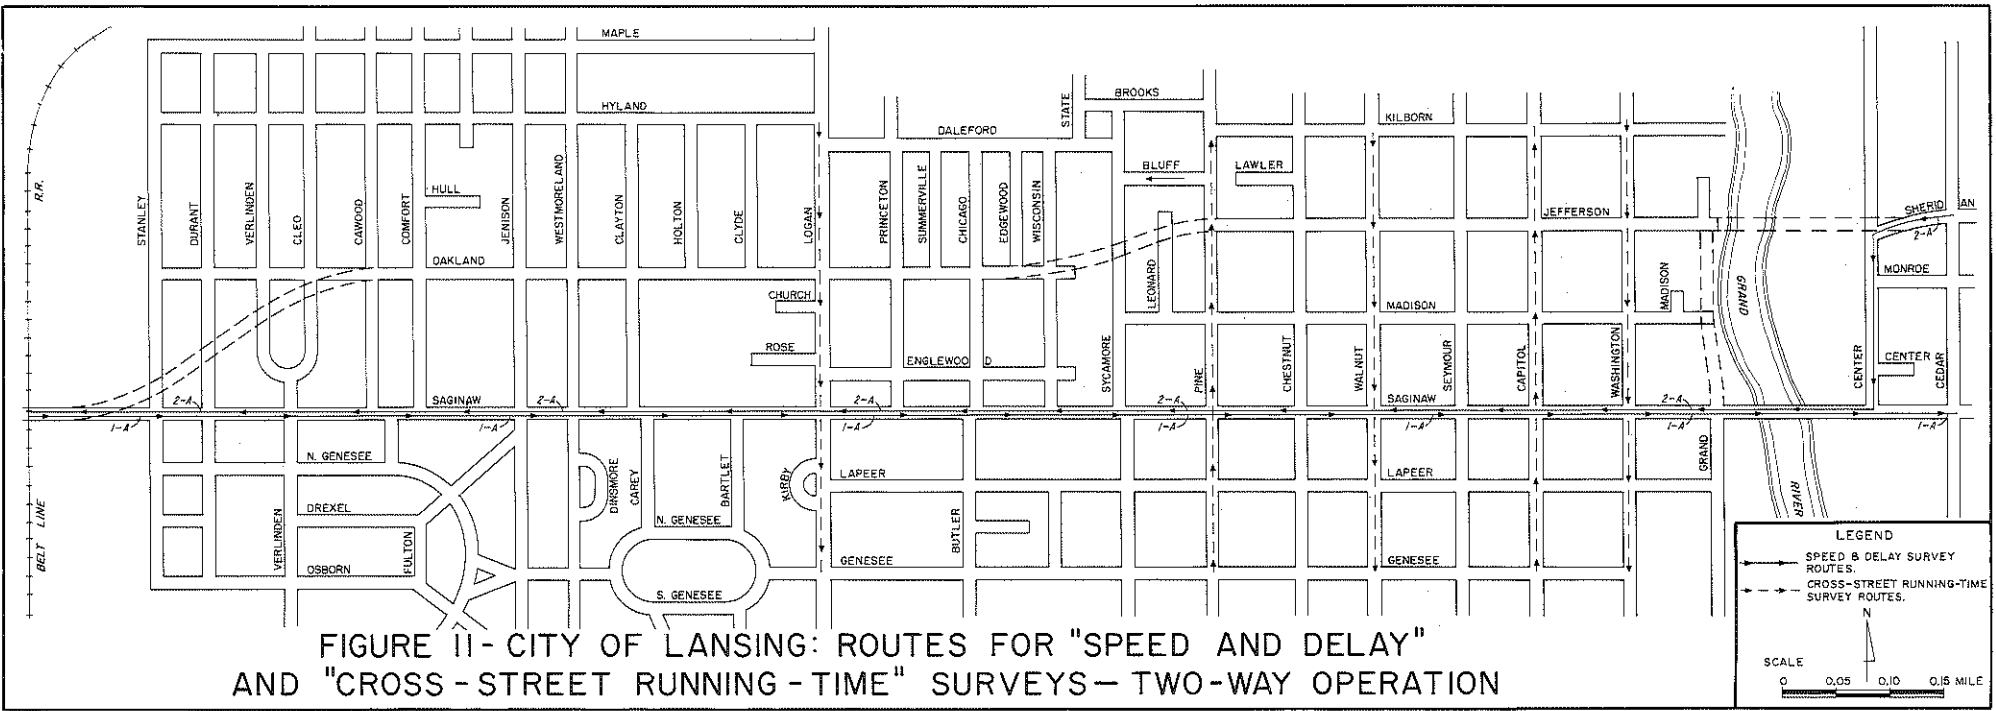 MAPLE
HYLAND
BROOKS
STATE
KILBORN
DALEFORD
R.R.
STANLEY
DURANT
VERLINDEN
CLEO
CAWOOD
COMFORT
HULL
JENISON
WESTMORELAND
CLAYTON
HOLTON
CLYDE
LOGAN
PRINCETON
SUMMERVILLE
CHICAGO
EDGEWOOD
WISCONSIN
BLUFF
LAWLER
JEFFERSON
SHERID AN
2-A
OAKLAND
MONROE
CHURCH
LEONARD
MADISON
MADISON
GRAND
ROSE
ENGLEWOO D
SYCAMORE
PINE
CHESTNUT
WALNUT
SEYMOUR
CAPITOL
WASHINGTON
CENTER
CENTER
CEDAR
2-A
SAGINAW
2-A
2-A
2-A
SAGINAW
2-A
1-A
1-A
1-A
1-A
1-A
1-A
1-A
N. GENESEE
DINSMORE
CAREY
BARTLET
KIRBY
LAPEER
LAPEER
GRAND
RIVER
DREXEL
N. GENESEE
BUTLER
BELT LINE
VERLINDEN
OSBORN
FULTON
GENESEE
GENESEE
S. GENESEE
LEGEND
SPEED & DELAY SURVEY
ROUTES.
CROSS-STREET RUNNING-TIME
SURVEY ROUTES.
N
SCALE
0 0.05 0.10 0.15 MILE
FIGURE 11-CITY OF LANSING: ROUTES FOR "SPEED AND DELAY"
AND "CROSS-STREET RUNNING-TIME" SURVEYS—TWO-WAY OPERATION